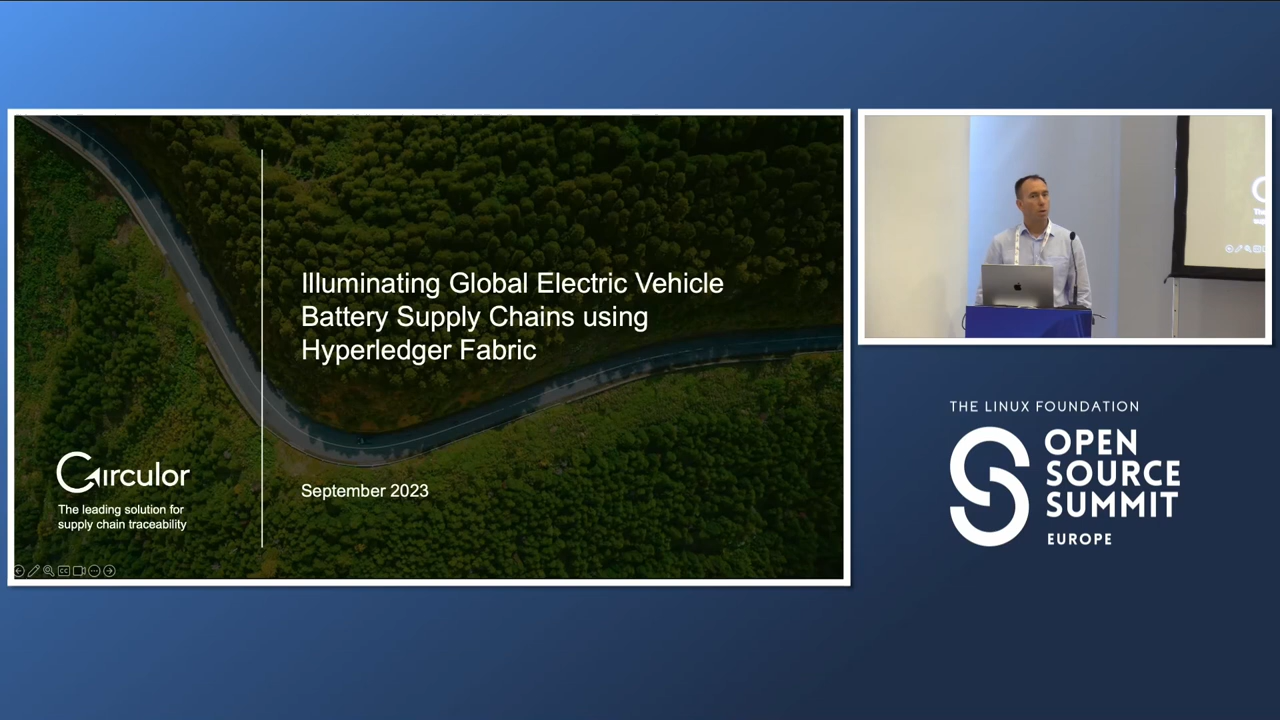 Illuminating Global Electric Vehicle
Battery Supply Chains using
Hyperledger Fabric
September 2023
Circulor
The leading solution for
supply chain traceability
THE LINUX FOUNDATION
OPEN
SOURCE
SUMMIT
EUROPE